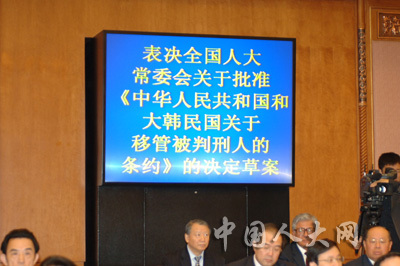 表决全国人大
常委会关于批准
《中华人民共和国和
大韩民国关于
移管被判刑人的
条约》的决定草案
中国人大网